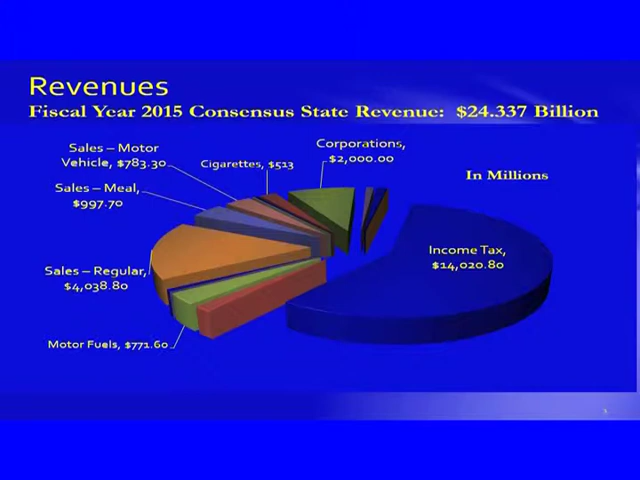 Revenues
Fiscal Year 2015 Consensus State Revenue: $24.337 Billion
Sales – Motor
Vehicle, $783.30
Cigarettes, $513
Corporations,
$2,000.00
In Millions
Sales – Meal,
$997.70
Income Tax,
$14,020.80
Sales – Regular,
$4,038.80
Motor Fuels, $771.60